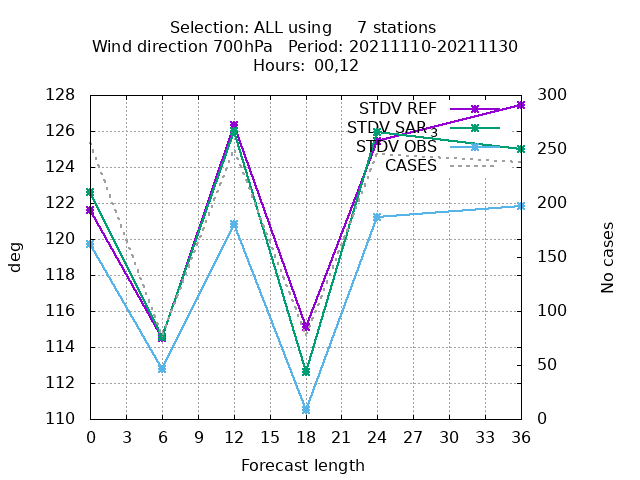 Selection: ALL using 7 stations
Wind direction 700hPa Period: 20211110-20211130
Hours: 00,12
STDV REF
STDV SAR3
STDV OBS
CASES
128
126
124
122
120
118
116
114
112
110
300
250
200
150
100
50
0
deg
No cases
0 3 6 9 12 15 18 21 24 27 30 33 36
Forecast length